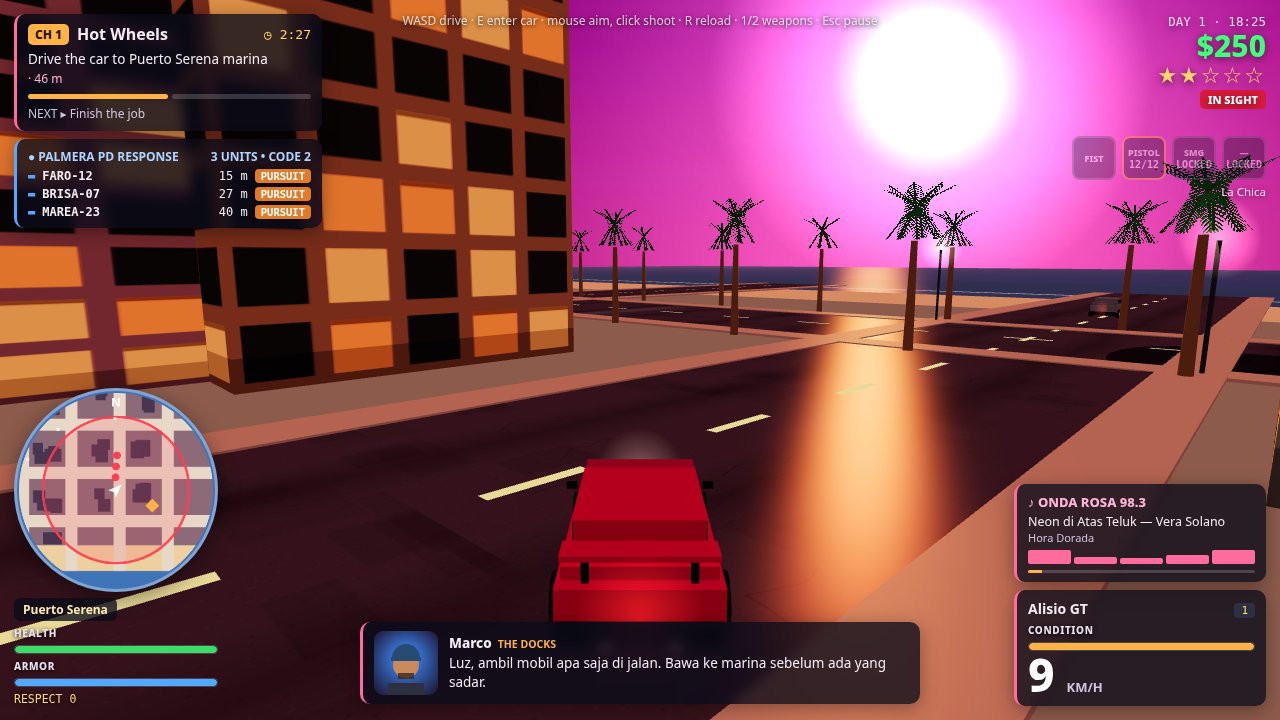 WASD drive · E enter car · mouse aim, click shoot · R reload · 1/2 weapons · Esc pause
CH 1 Hot Wheels 2:27
Drive the car to Puerto Serena marina
· 46 m
NEXT ▸ Finish the job
● PALMERA PD RESPONSE 3 UNITS • CODE 2
FARO-12 15 m PURSUIT
BRISA-07 27 m PURSUIT
MAREA-23 40 m PURSUIT
DAY 1 · 18:25
$250
★★☆☆☆☆
IN SIGHT
FIST
PISTOL 12/12
SMG LOCKED
— LOCKED
La Chica
N
Puerto Serena
HEALTH
ARMOR
RESPECT 0
Marco THE DOCKS
Luz, ambil mobil apa saja di jalan. Bawa ke marina sebelum ada yang
sadar.
♪ ONDA ROSA 98.3
Neon di Atas Teluk — Vera Solano
Hora Dorada
Alisio GT 1
CONDITION
9 KM/H